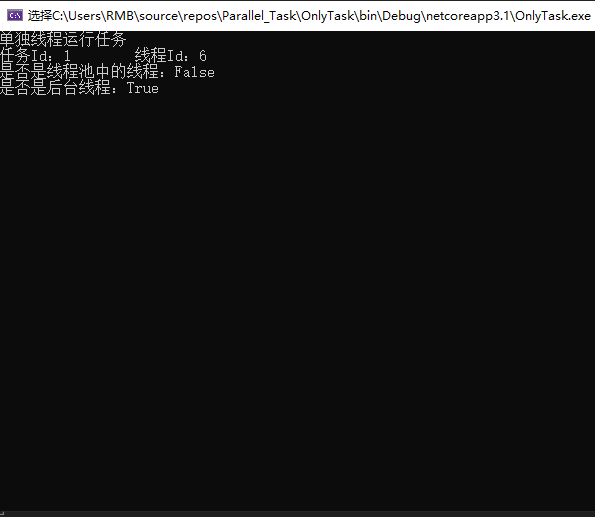 选择C:\Users\RMB\source\repos\Parallel_Task\OnlyTask\bin\Debug\netcoreapp3.1\OnlyTask.exe
单独线程运行任务
任务Id：1        线程Id：6
是否是线程池中的线程：False
是否是后台线程：True